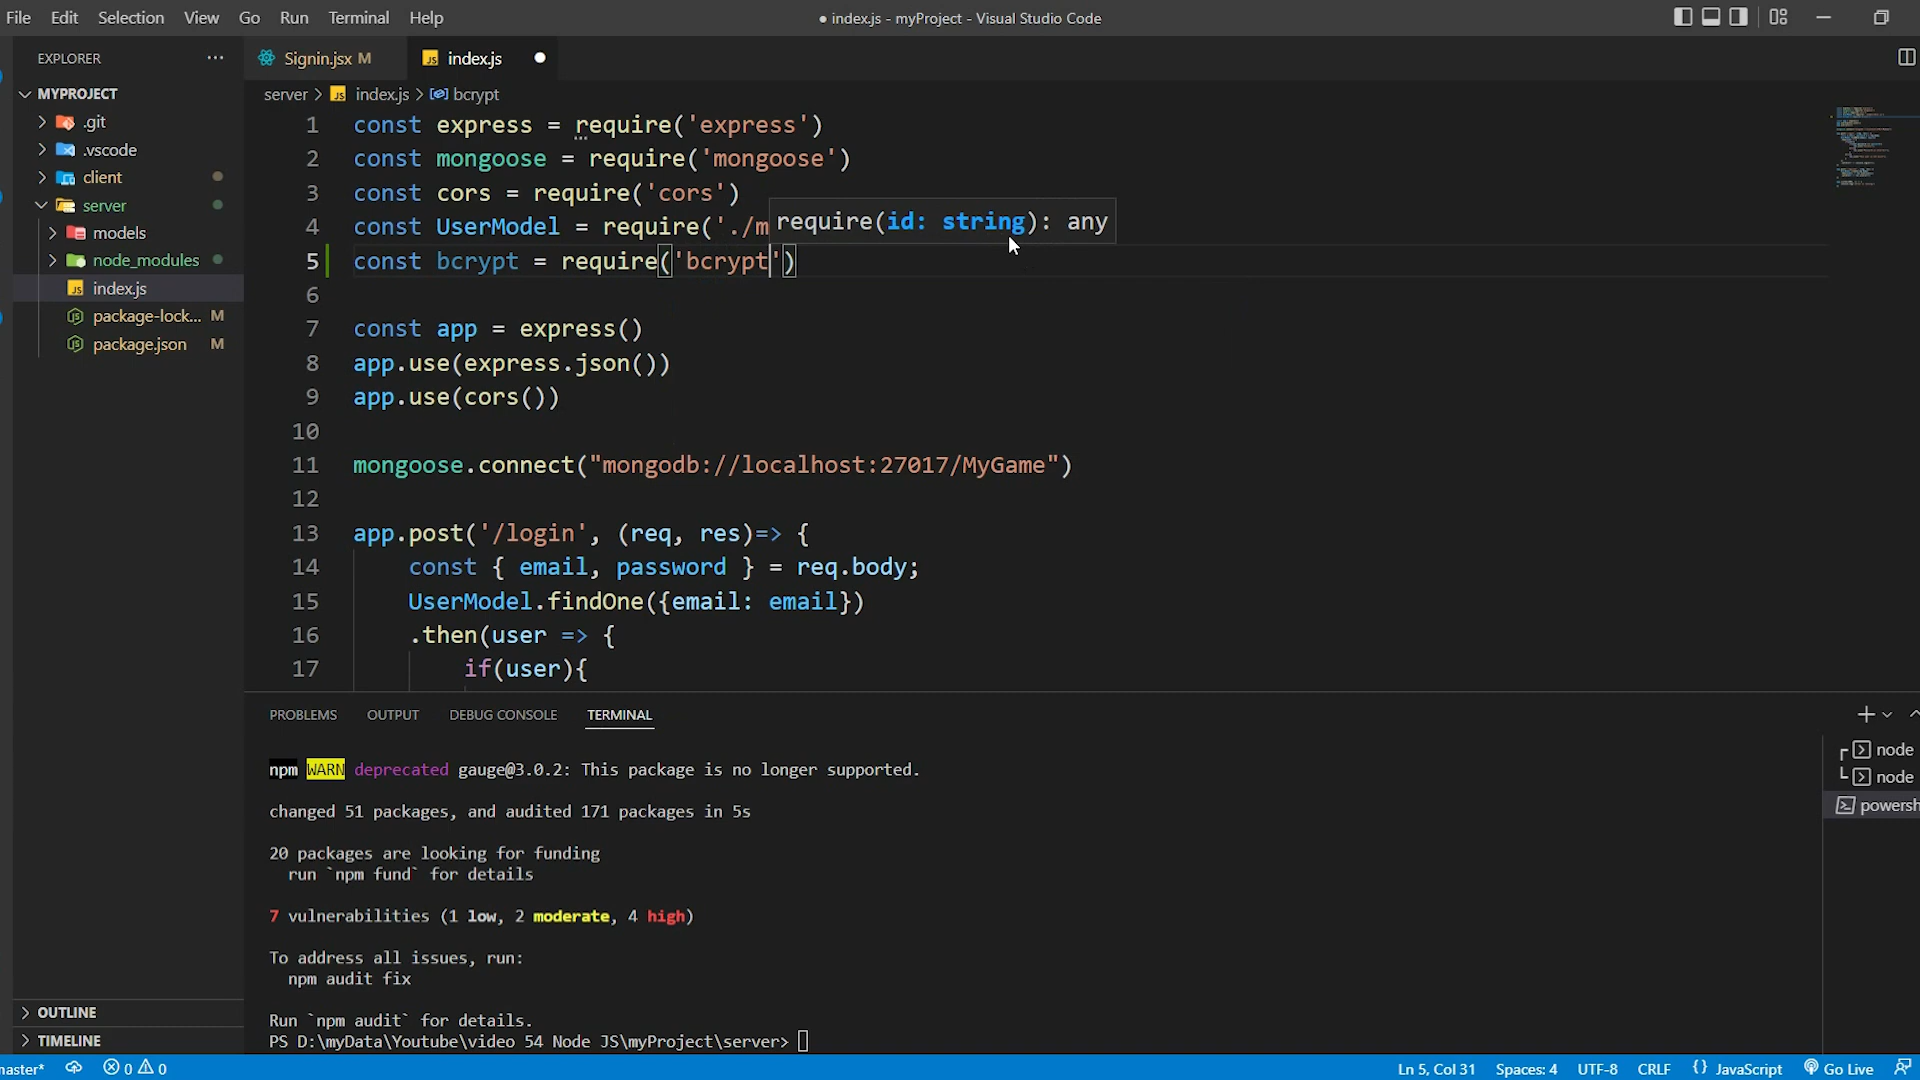 File Edit Selection View Go Run Terminal Help
● index.js - myProject - Visual Studio Code
EXPLORER ···
Signin.jsx M
JS index.js ●
MYPROJECT
server > JS index.js > bcrypt
.git
.vscode
client
server
models
node_modules
JS index.js
package-lock... M
package.json M
1 const express = require('express')
2 const mongoose = require('mongoose')
3 const cors = require('cors')
4 const UserModel = require('./m
require(id: string): any
5 const bcrypt = require('bcrypt')
6
7 const app = express()
8 app.use(express.json())
9 app.use(cors())
10
11 mongoose.connect("mongodb://localhost:27017/MyGame")
12
13 app.post('/login', (req, res)=> {
14 const { email, password } = req.body;
15 UserModel.findOne({email: email})
16 .then(user => {
17 if(user){
PROBLEMS OUTPUT DEBUG CONSOLE TERMINAL
npm WARN deprecated gauge@3.0.2: This package is no longer supported.
changed 51 packages, and audited 171 packages in 5s
20 packages are looking for funding
run `npm fund` for details
7 vulnerabilities (1 low, 2 moderate, 4 high)
To address all issues, run:
npm audit fix
Run `npm audit` for details.
PS D:\myData\Youtube\video 54 Node JS\myProject\server>
node
node
powersh
OUTLINE
TIMELINE
naster* 0 0
Ln 5, Col 31 Spaces: 4 UTF-8 CRLF {} JavaScript Go Live